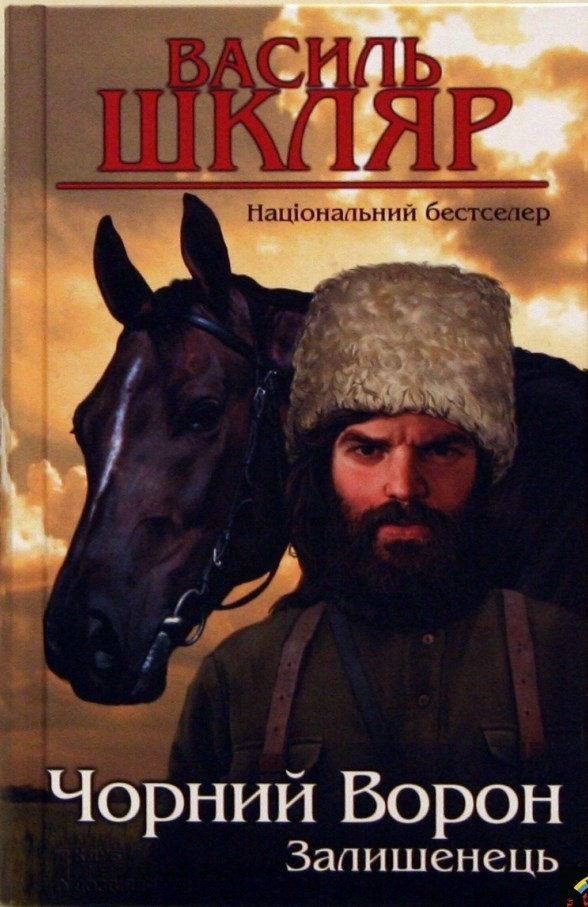 ВАСИЛЬ
ШКЛЯР
Національний бестселер
Чорний Ворон
Залишенець